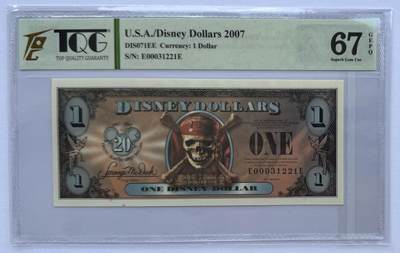 TQG
TOP QUALITY GUARANTY
U.S.A./Disney Dollars 2007
DIS071EE Currency: 1 Dollar
S/N: E00031221E
67
GEPQ
Superb Gem Unc
DISNEY DOLLARS
1
1
20
ONE
E00031221E
1
ONE DISNEY DOLLAR
1